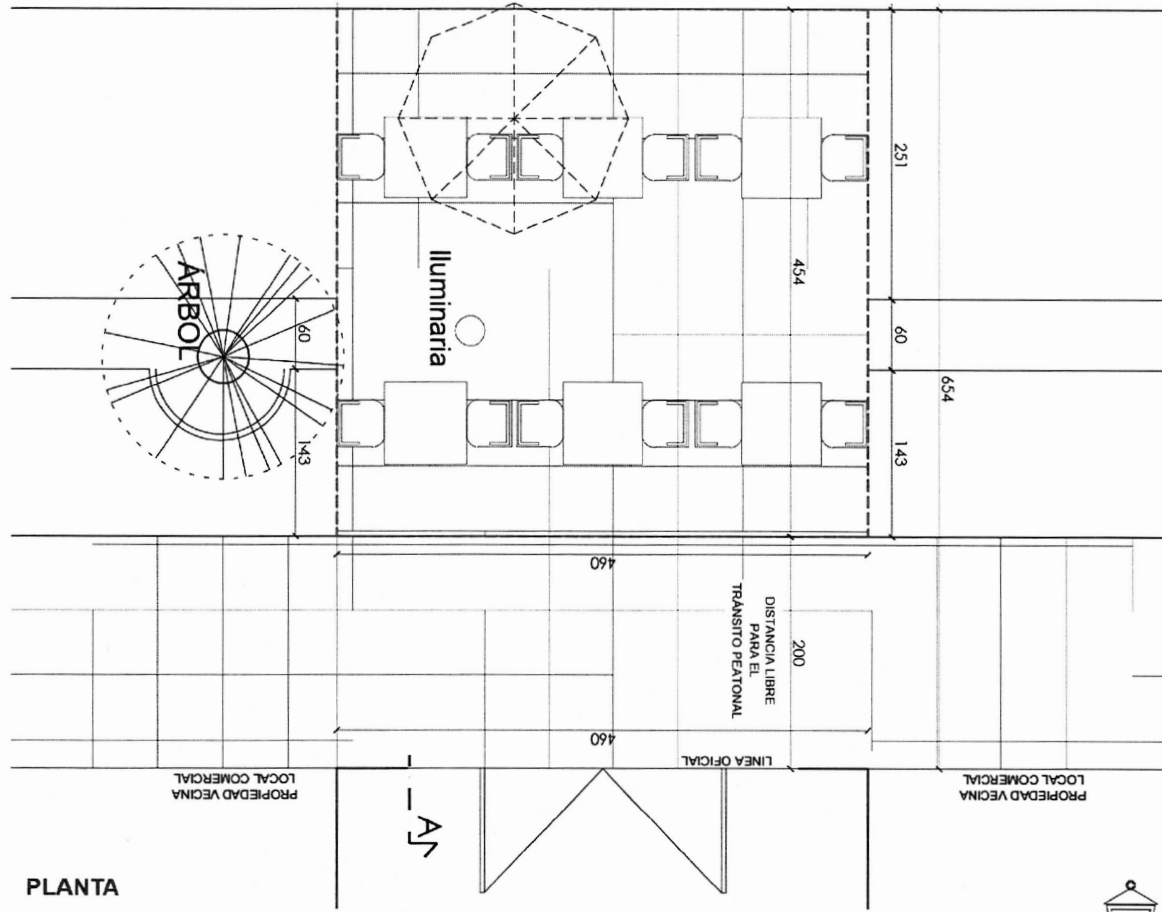 251
454
Iluminaria
ÁRBOL
60
60
654
143
143
460
DISTANCIA LIBRE
PARA EL
TRÁNSITO PEATONAL
200
460
LINEA OFICIAL
PROPIEDAD VECINA
LOCAL COMERCIAL
PROPIEDAD VECINA
LOCAL COMERCIAL
A
PLANTA